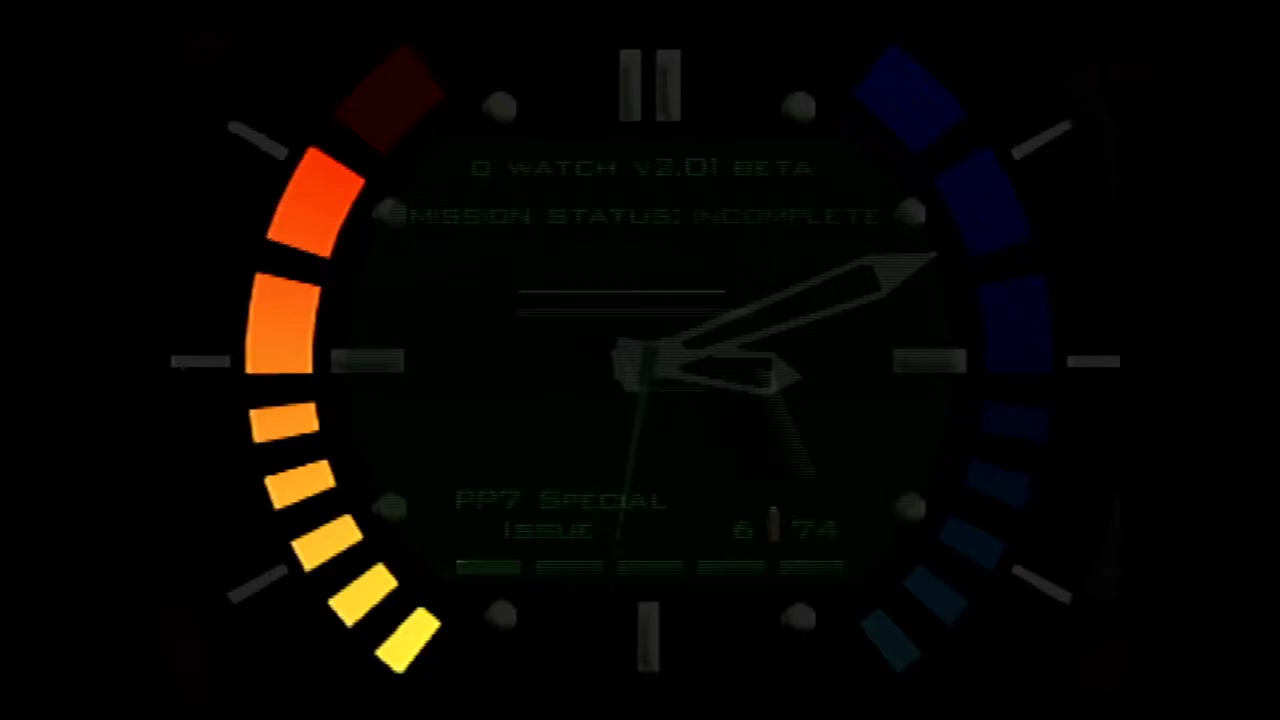 Q WATCH V2.01 BETA
MISSION STATUS: INCOMPLETE
PP7 SPECIAL
ISSUE
6 74